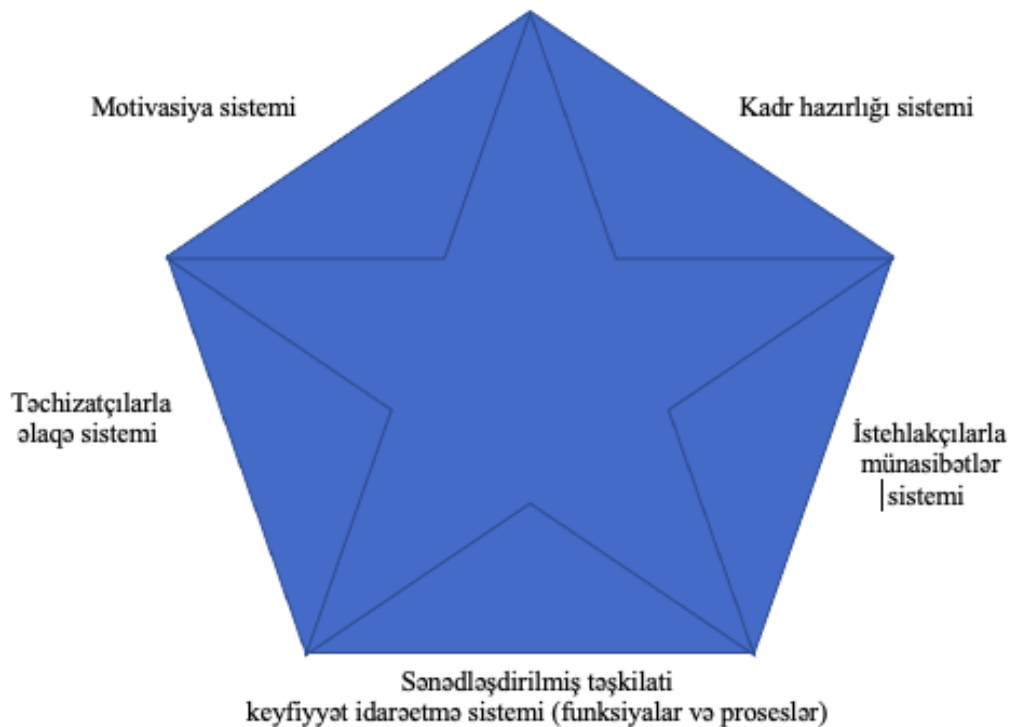 Motivasiya sistemi
Kadr hazırlığı sistemi
Təchizatçılarla
əlaqə sistemi
İstehlakçılarla
münasibətlər
sistemi
Sənədləşdirilmiş təşkilati
keyfiyyət idarəetmə sistemi (funksiyalar və proseslər)